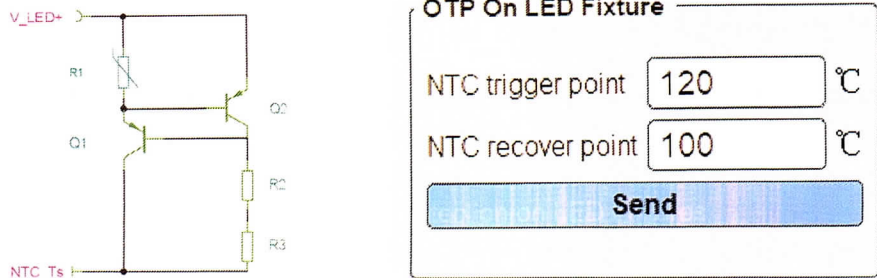 V_LED+
R1
Q2
Q1
R2
R3
NTC_Ts
OTP On LED Fixture
NTC trigger point 120 ℃
NTC recover point 100 ℃
Send